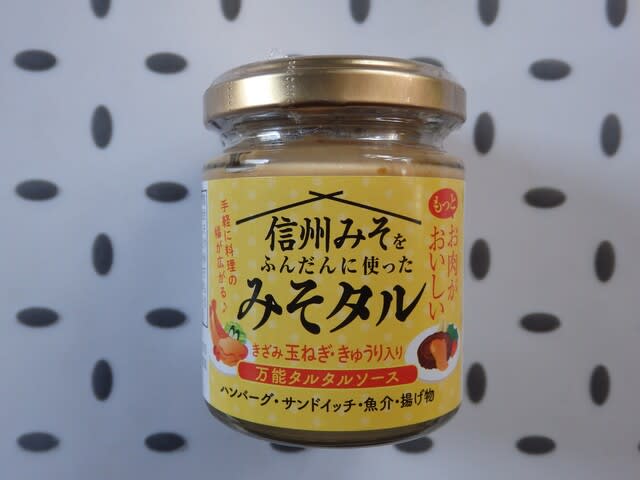 もっと
お肉が
おいしい
信州みそを
ふんだんに使った
みそタル
手軽に料理の
幅が広がる♪
きざみ玉ねぎ・きゅうり入り
万能タルタルソース
ハンバーグ・サンドイッチ・魚介・揚げ物